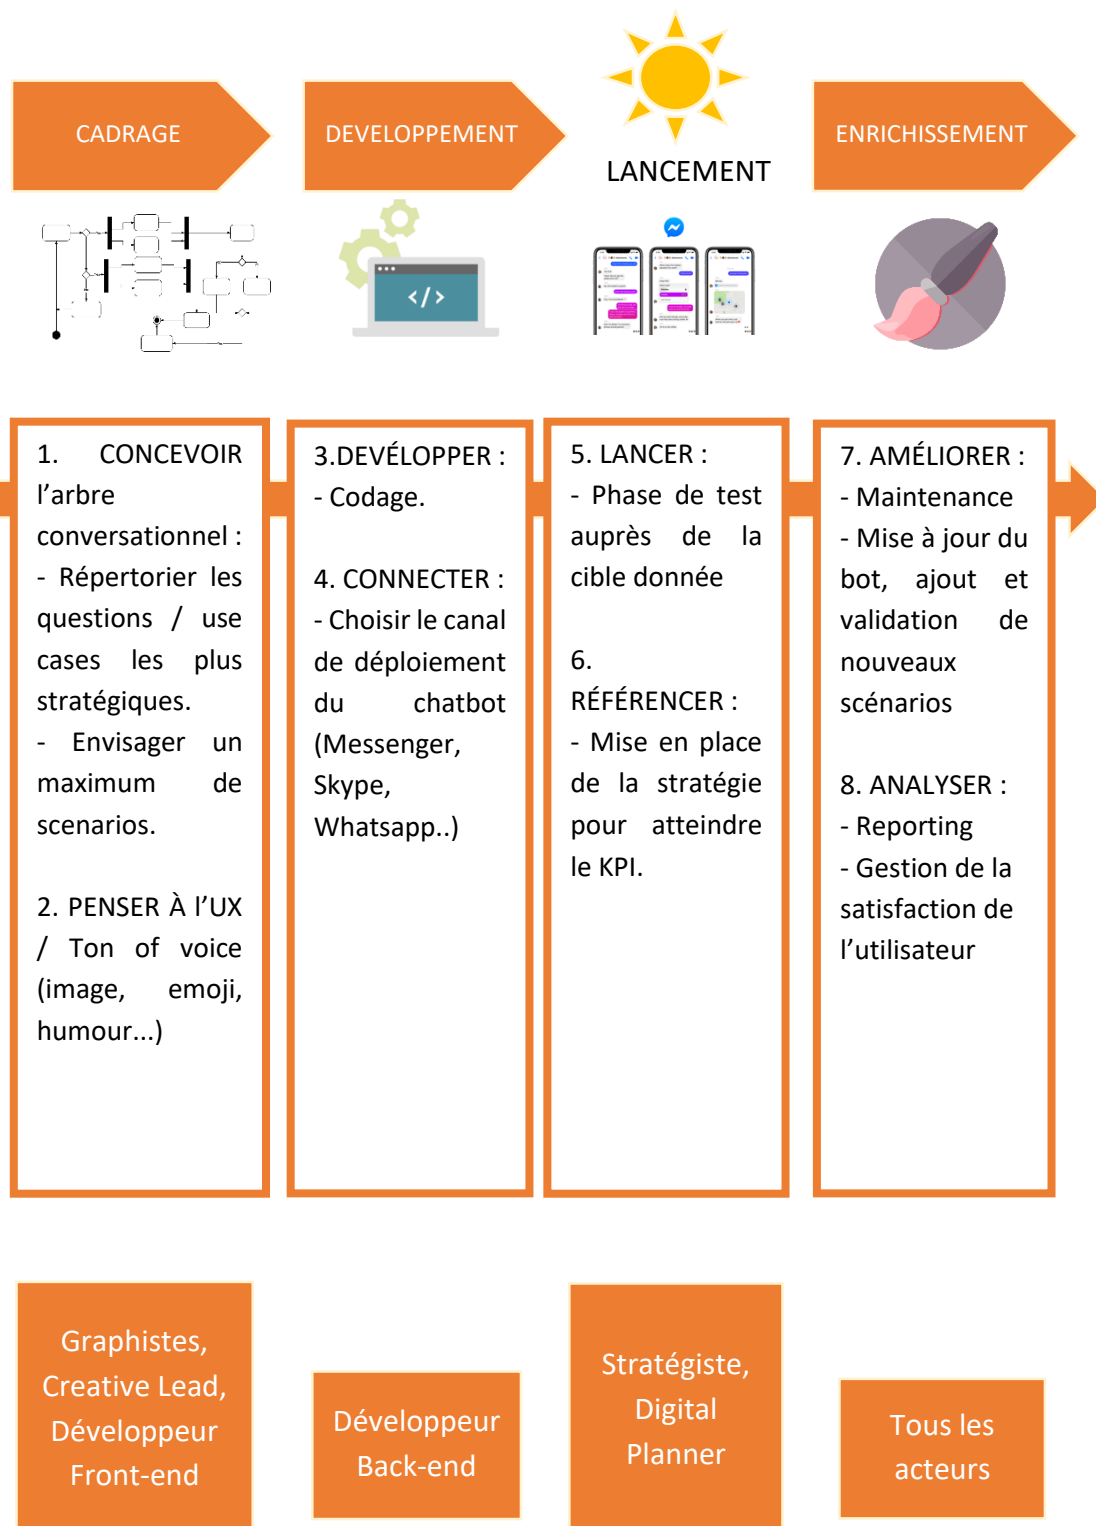 CADRAGE
DEVELOPPEMENT
LANCEMENT
ENRICHISSEMENT
</>
1. CONCEVOIR
l’arbre
conversationnel :
- Répertorier les
questions / use
cases les plus
stratégiques.
- Envisager un
maximum de
scenarios.
2. PENSER À l’UX
/ Ton of voice
(image, emoji,
humour...)
3.DEVÉLOPPER :
- Codage.
4. CONNECTER :
- Choisir le canal
de déploiement
du chatbot
(Messenger,
Skype,
Whatsapp..)
5. LANCER :
- Phase de test
auprès de la
cible donnée
6.
RÉFÉRENCER :
- Mise en place
de la stratégie
pour atteindre
le KPI.
7. AMÉLIORER :
- Maintenance
- Mise à jour du
bot, ajout et
validation de
nouveaux
scénarios
8. ANALYSER :
- Reporting
- Gestion de la
satisfaction de
l’utilisateur
Graphistes,
Creative Lead,
Développeur
Front-end
Développeur
Back-end
Stratégiste,
Digital
Planner
Tous les
acteurs